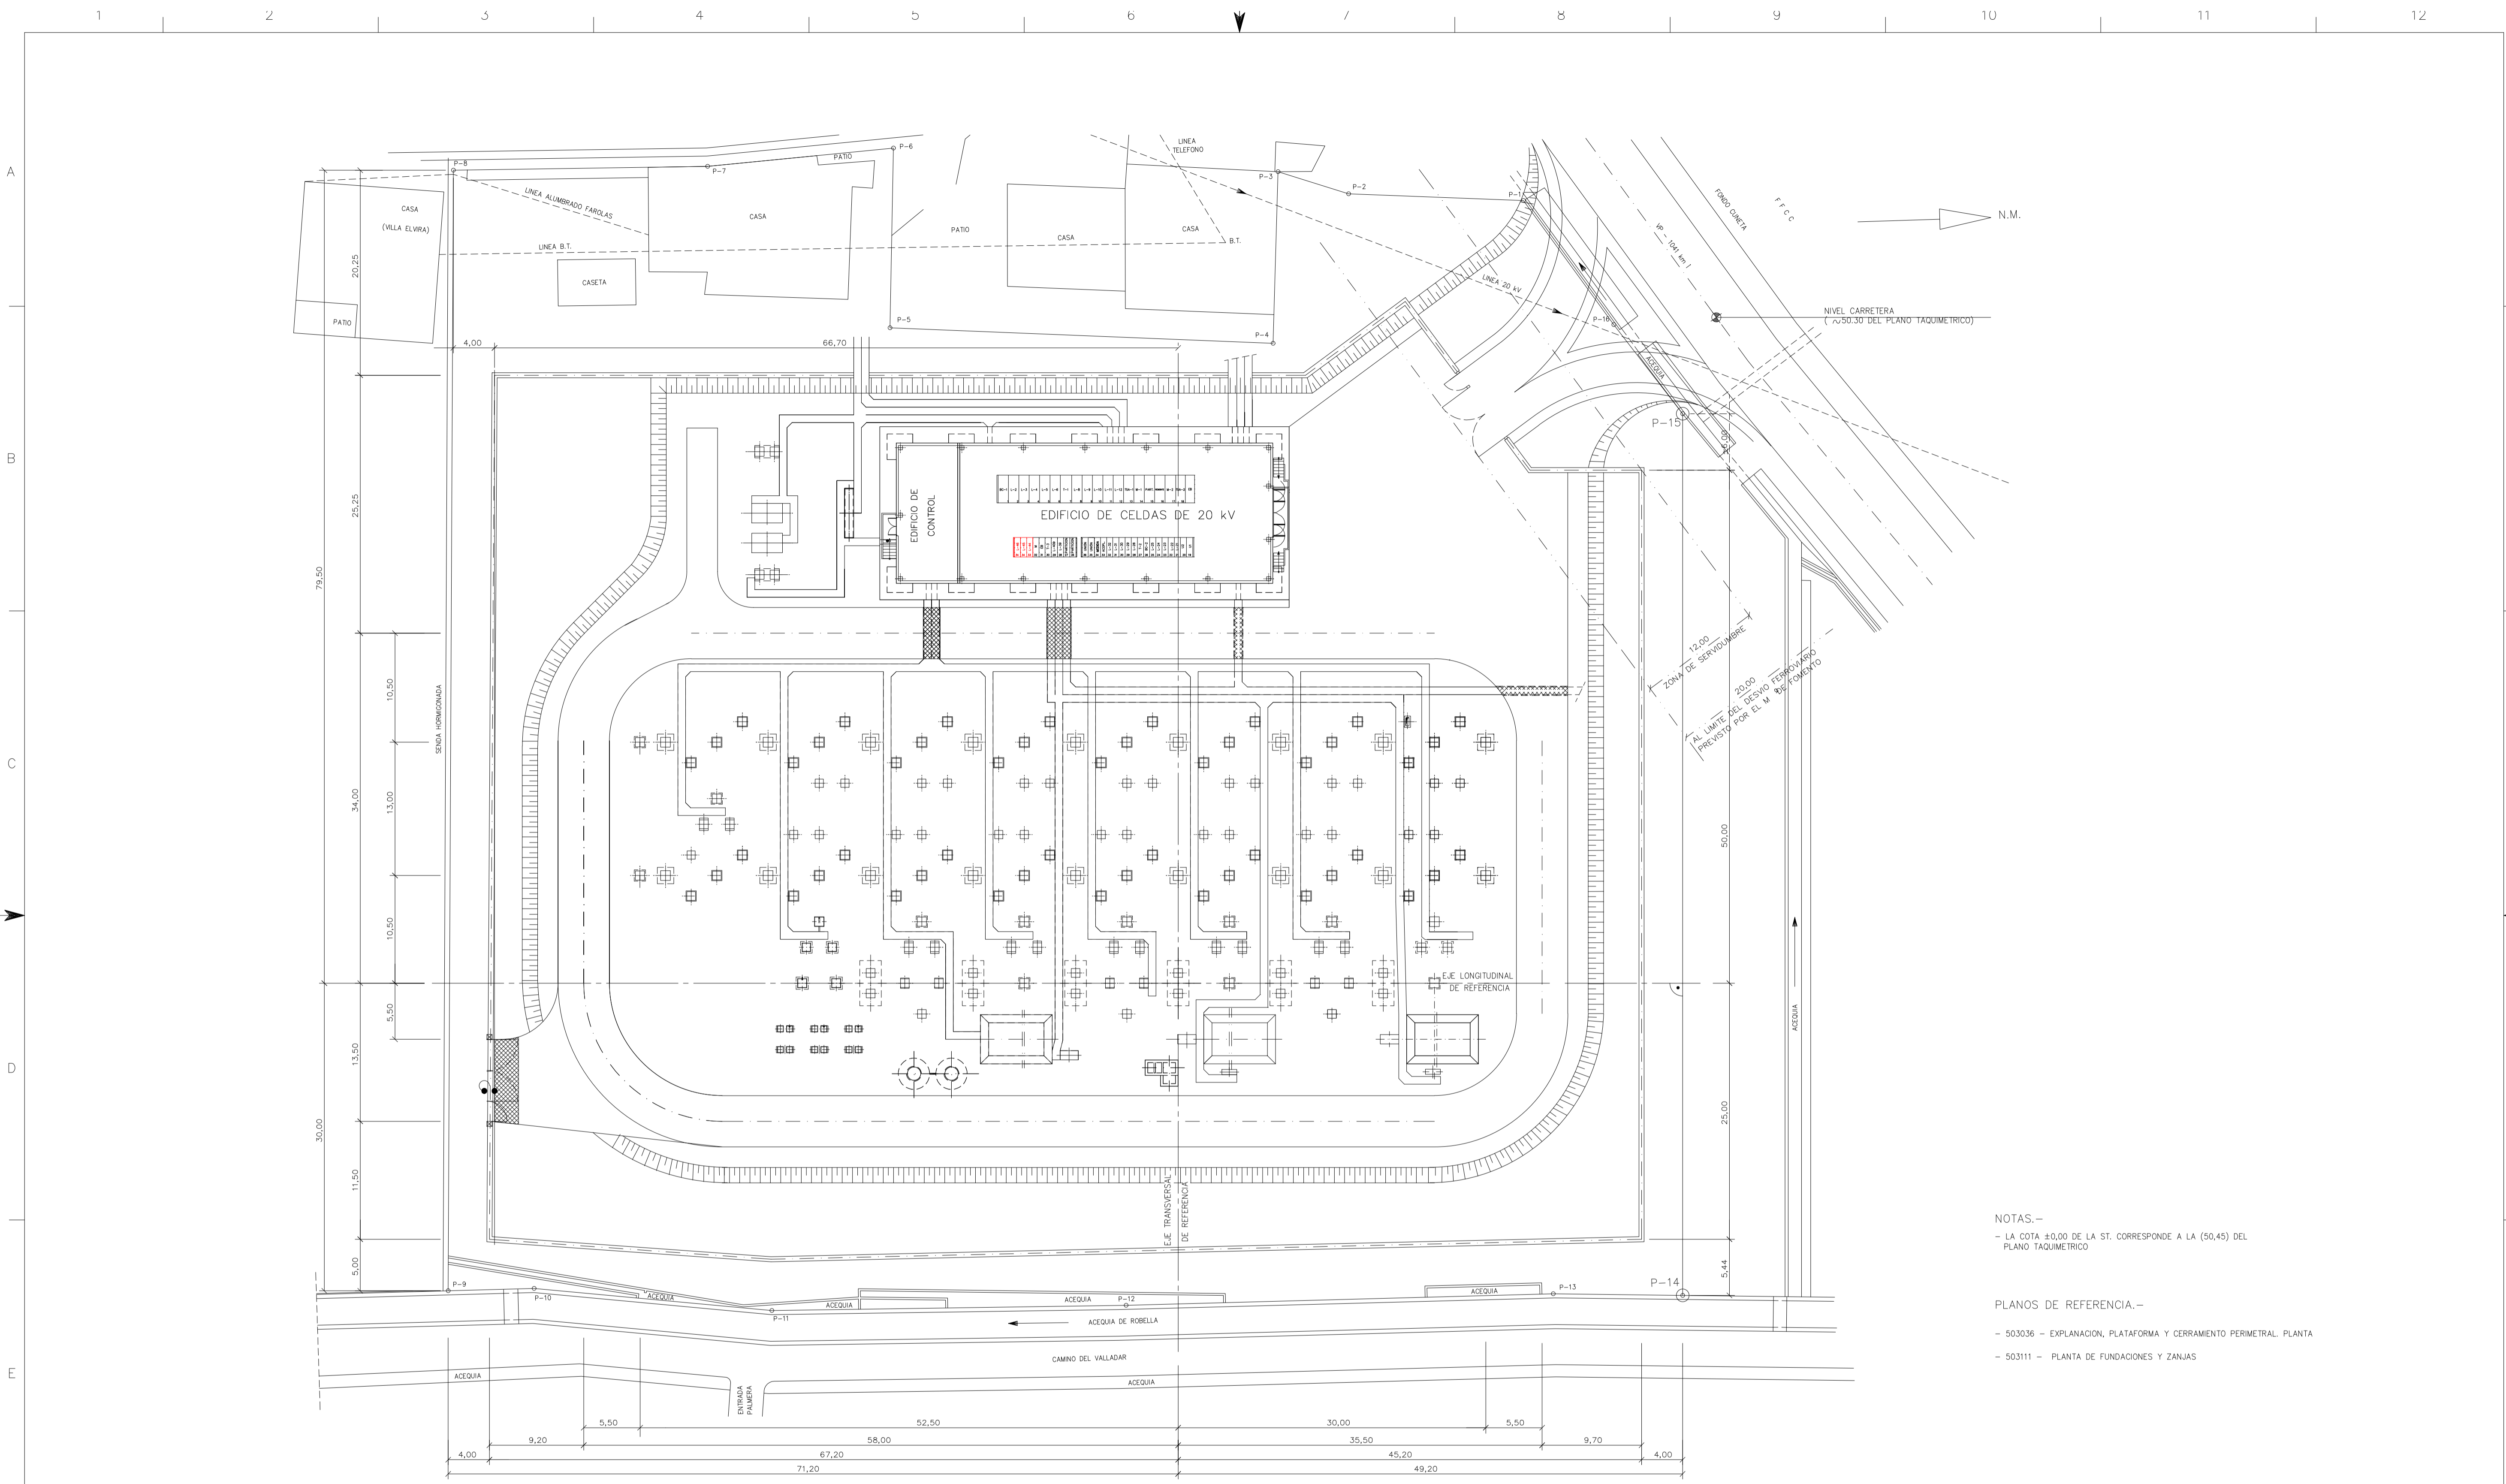 1 2 3 4 5 6 7 8 9 10 11 12
A
B
C
D
E
P-8
P-7
P-6
PATIO
LINEA
TELEFONO
P-3
P-2
P-1
FONDO CUNETA
F F C C
N.M.
CASA
(VILLA ELVIRA)
LINEA ALUMBRADO FAROLAS
CASA
PATIO
CASA
CASA
B.T.
LINEA B.T.
VP - 1041 km
CASETA
LINEA 20 kV
PATIO
P-5
P-4
P-16
NIVEL CARRETERA
( ~50.30 DEL PLANO TAQUIMETRICO)
ACEQUIA
P-15
20,25
4,00
66,70
25,25
79,50
EDIFICIO DE
CONTROL
EDIFICIO DE CELDAS DE 20 kV
12,00
ZONA DE SERVIDUMBRE
20,00
AL LIMITE DEL DESVIO FERROVIARIO
PREVISTO POR EL Mº DE FOMENTO
SENDA HORMIGONADA
10,50
34,00
13,00
10,50
5,50
13,50
30,00
11,50
5,00
50,00
25,00
5,44
ACEQUIA
EJE LONGITUDINAL
DE REFERENCIA
EJE TRANSVERSAL
DE REFERENCIA
P-9
P-10
ACEQUIA
P-11
ACEQUIA
ACEQUIA
P-12
ACEQUIA
P-13
P-14
ACEQUIA DE ROBELLA
CAMINO DEL VALLADAR
ACEQUIA
ENTRADA
PALMERA
ACEQUIA
5,50 52,50 30,00 5,50
9,20 58,00 35,50 9,70
4,00 67,20 45,20 4,00
71,20 49,20
NOTAS.-
- LA COTA ±0,00 DE LA ST. CORRESPONDE A LA (50,45) DEL
PLANO TAQUIMETRICO
PLANOS DE REFERENCIA.-
- 503036 - EXPLANACION, PLATAFORMA Y CERRAMIENTO PERIMETRAL. PLANTA
- 503111 - PLANTA DE FUNDACIONES Y ZANJAS